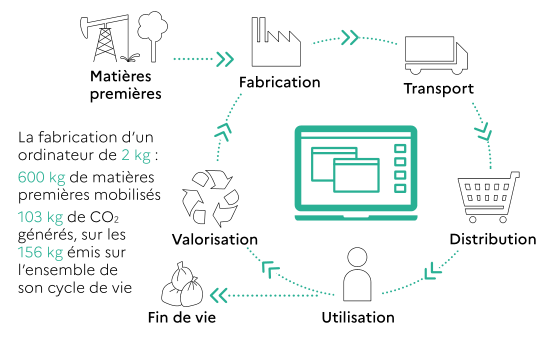 Matières
premières
Fabrication
Transport
La fabrication d’un
ordinateur de 2 kg :
600 kg de matières
premières mobilisés
103 kg de CO₂
générés, sur les
156 kg émis sur
l’ensemble de
son cycle de vie
Valorisation
Distribution
Fin de vie
Utilisation